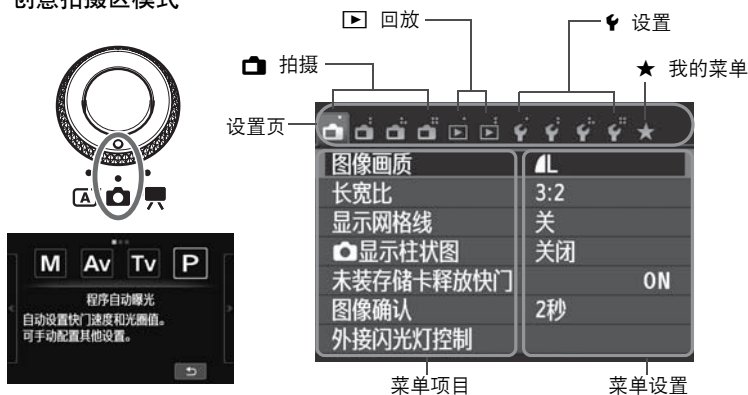 创意拍摄区模式
回放
设置
拍摄
我的菜单
设置页
A
M Av Tv P
程序自动曝光
自动设置快门速度和光圈值。
可手动配置其他设置。
图像画质 L
长宽比 3:2
显示网格线 关
显示柱状图 关闭
未装存储卡释放快门 ON
图像确认 2秒
外接闪光灯控制
菜单项目
菜单设置